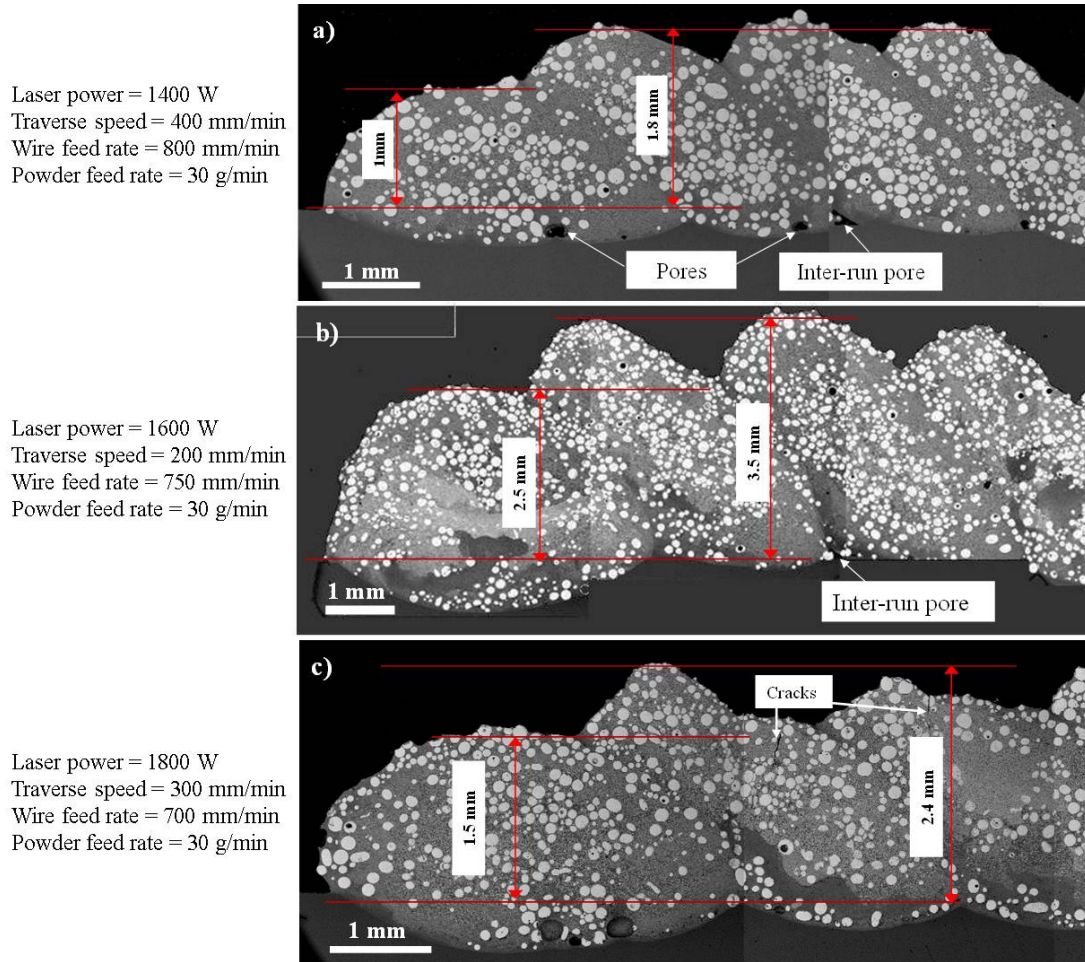 Laser power = 1400 W
Traverse speed = 400 mm/min
Wire feed rate = 800 mm/min
Powder feed rate = 30 g/min
a)
1mm
1.8 mm
Pores
Inter-run pore
1 mm
Laser power = 1600 W
Traverse speed = 200 mm/min
Wire feed rate = 750 mm/min
Powder feed rate = 30 g/min
b)
2.5 mm
3.5 mm
1 mm
Inter-run pore
Laser power = 1800 W
Traverse speed = 300 mm/min
Wire feed rate = 700 mm/min
Powder feed rate = 30 g/min
c)
Cracks
1.5 mm
2.4 mm
1 mm